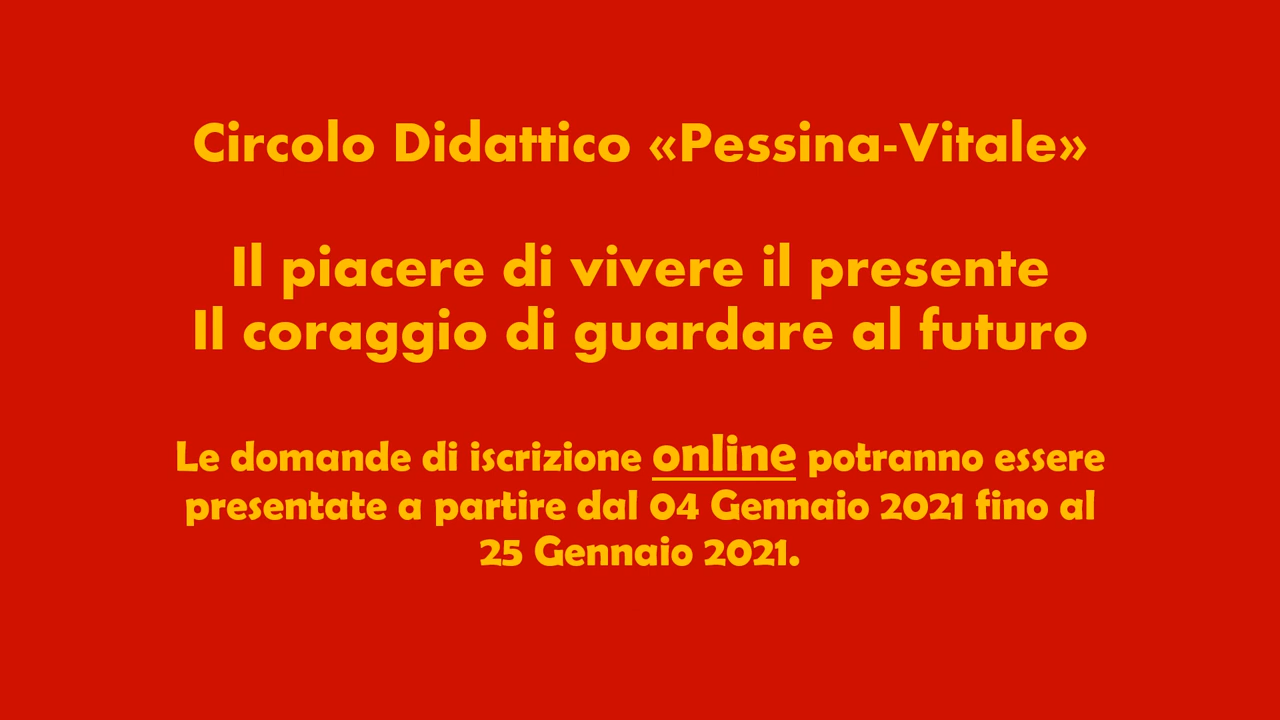 Circolo Didattico «Pessina-Vitale»
Il piacere di vivere il presente
Il coraggio di guardare al futuro
Le domande di iscrizione online potranno essere
presentate a partire dal 04 Gennaio 2021 fino al
25 Gennaio 2021.